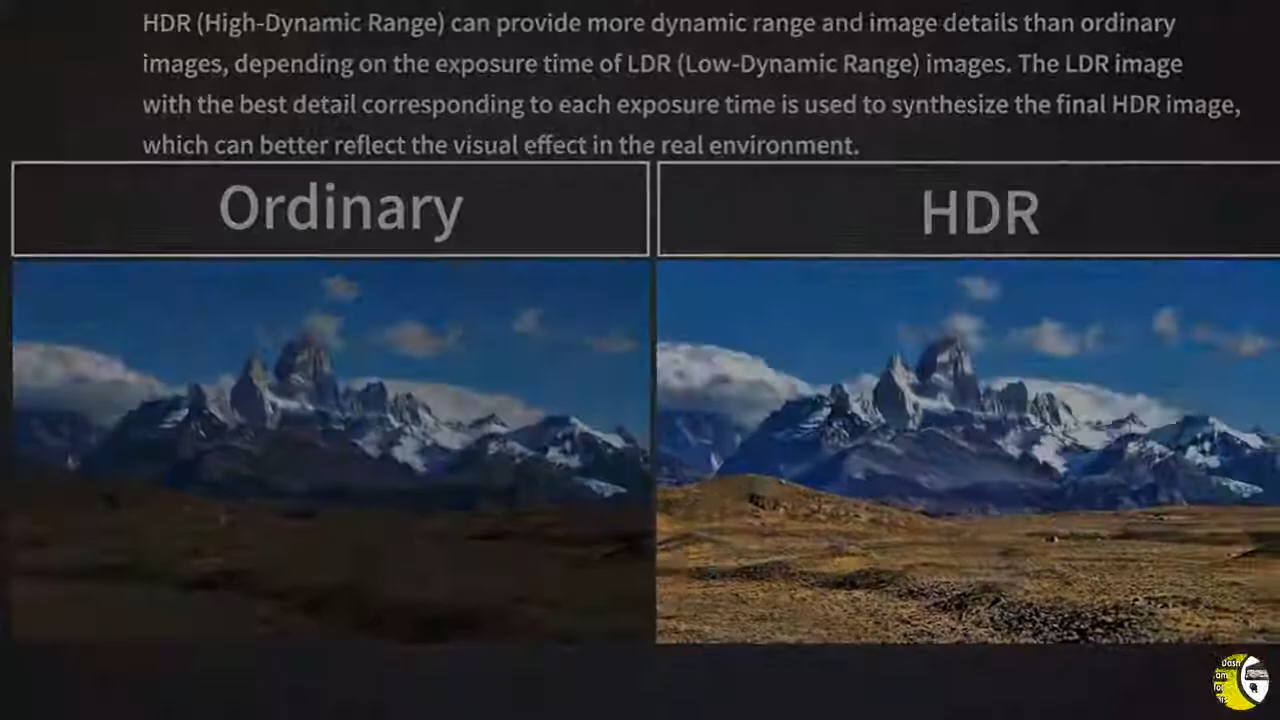 HDR (High-Dynamic Range) can provide more dynamic range and image details than ordinary
images, depending on the exposure time of LDR (Low-Dynamic Range) images. The LDR image
with the best detail corresponding to each exposure time is used to synthesize the final HDR image,
which can better reflect the visual effect in the real environment.
Ordinary
HDR
Dash